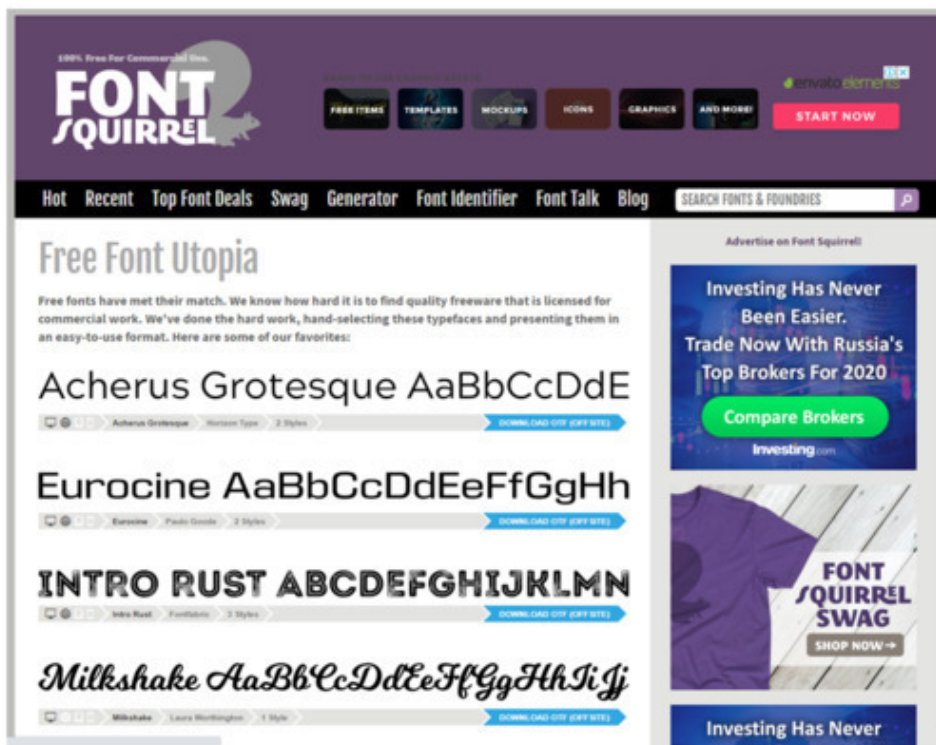 100% Free For Commercial Use.
FONT
SQUIRREL
FREE ITEMS TEMPLATES MOCKUPS ICONS GRAPHICS AND MORE!
envato elements
START NOW
Hot Recent Top Font Deals Swag Generator Font Identifier Font Talk Blog
SEARCH FONTS & FOUNDRIES
Free Font Utopia
Free fonts have met their match. We know how hard it is to find quality freeware that is licensed for
commercial work. We've done the hard work, hand-selecting these typefaces and presenting them in
an easy-to-use format. Here are some of our favorites:
Acherus Grotesque AaBbCcDdE
Acherus Grotesque Horizon Type 2 Styles DOWNLOAD OTF (OFFSITE)
Eurocine AaBbCcDdEeFfGgHh
Eurocine Paulo Goode 2 Styles DOWNLOAD OTF (OFFSITE)
INTRO RUST ABCDEFGHIJKLMN
Intro Rust Fontfabric 3 Styles DOWNLOAD OTF (OFFSITE)
Milkshake AaBbCcDdEeFfGgHhIiJj
Milkshake Laura Worthington 1 Style DOWNLOAD OTF (OFFSITE)
Advertise on Font Squirrel!
Investing Has Never
Been Easier.
Trade Now With Russia's
Top Brokers For 2020
Compare Brokers
Investing.com
FONT
SQUIRREL
SWAG
SHOP NOW→
Investing Has Never